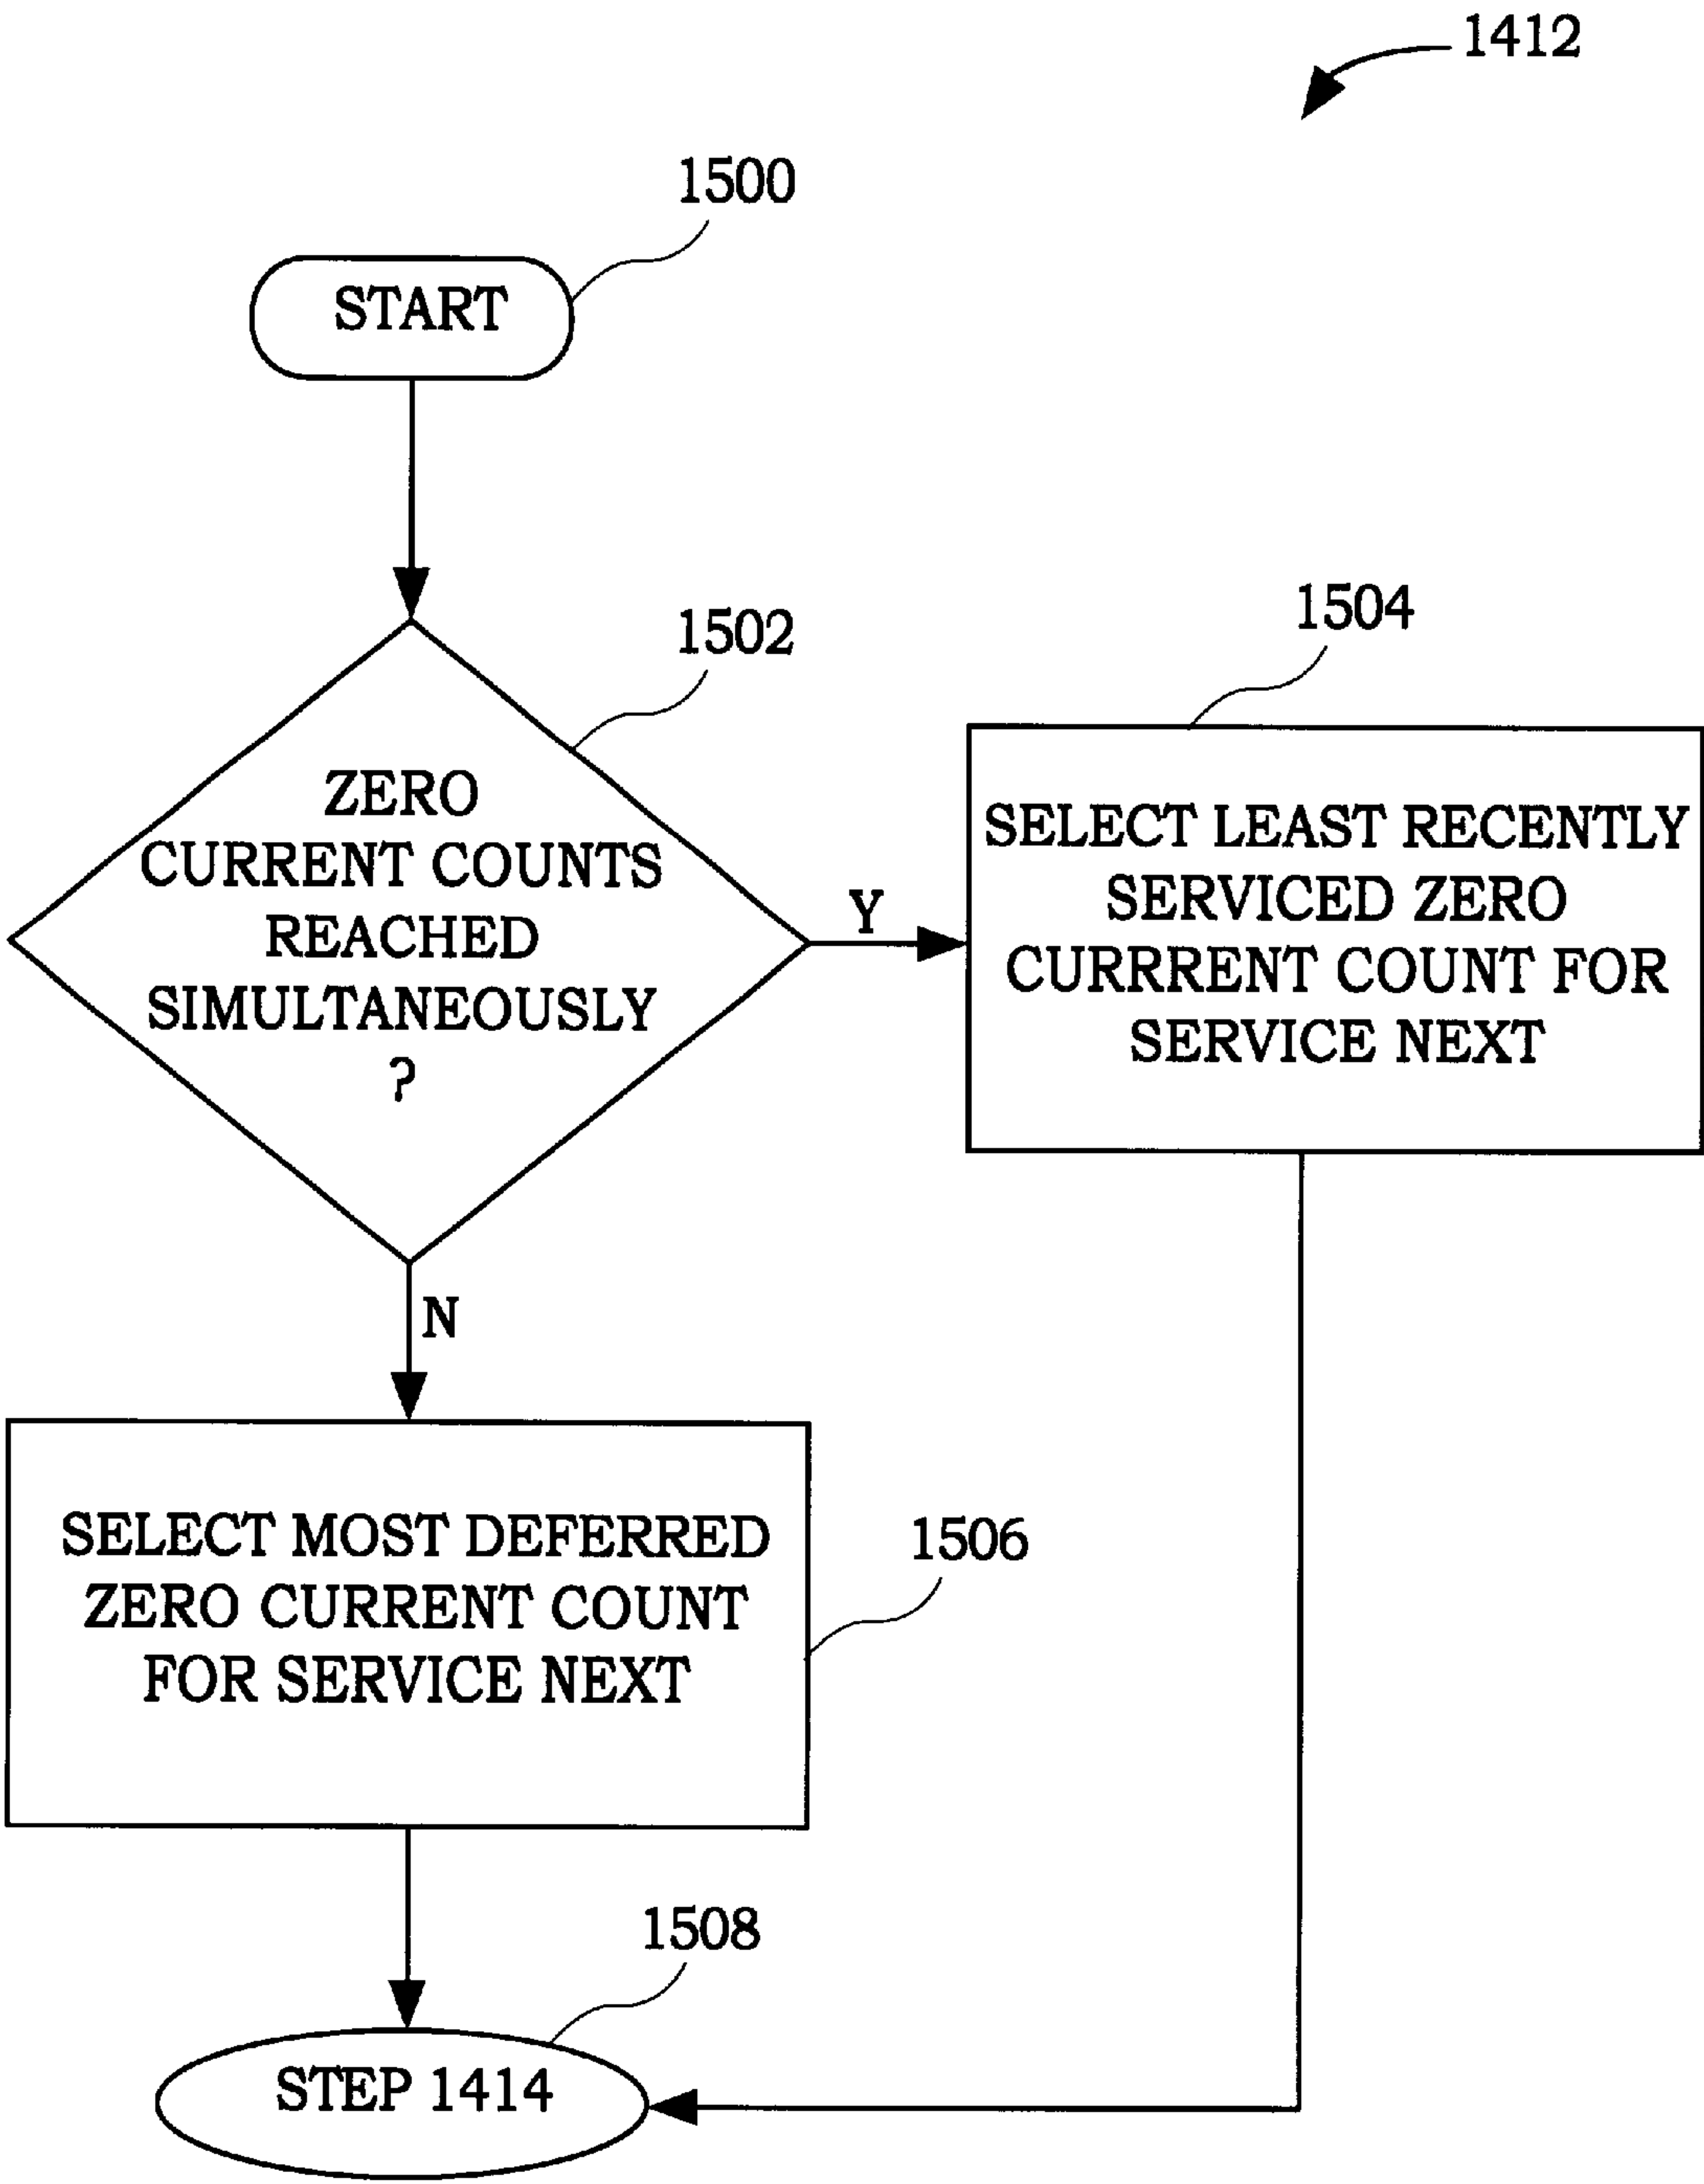 1412
1500
START
1502
ZERO
CURRENT COUNTS
REACHED
SIMULTANEOUSLY
?
Y
1504
SELECT LEAST RECENTLY
SERVICED ZERO
CURRRENT COUNT FOR
SERVICE NEXT
N
SELECT MOST DEFERRED
ZERO CURRENT COUNT
FOR SERVICE NEXT
1506
1508
STEP 1414